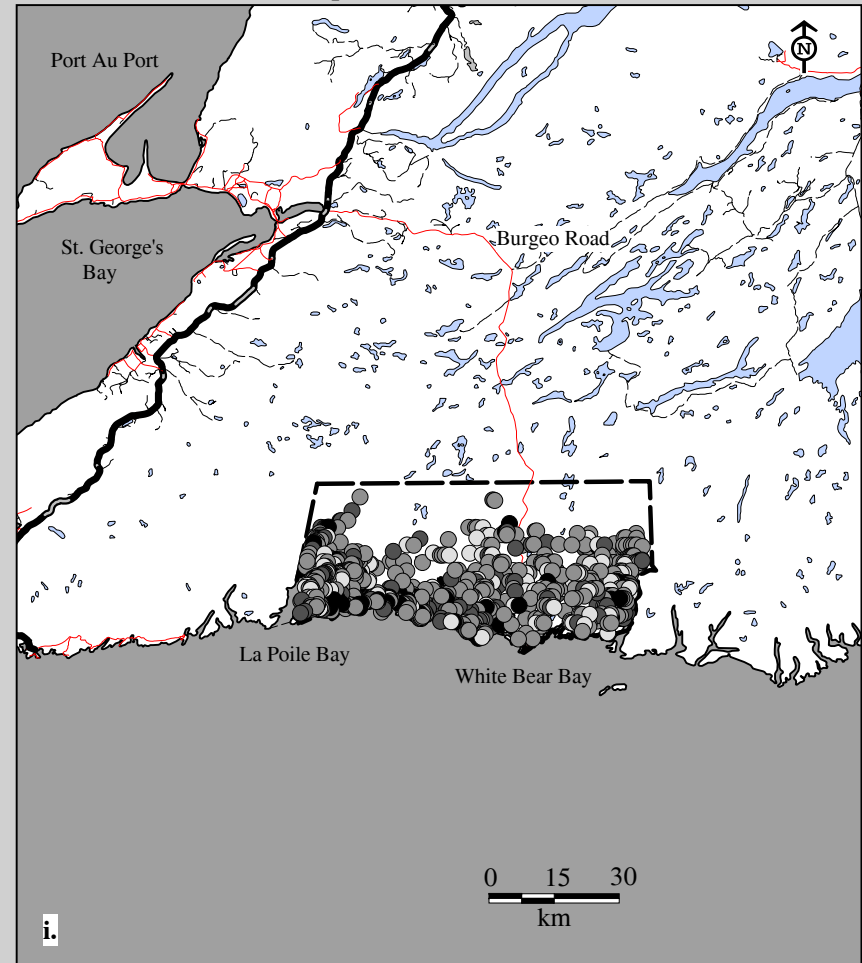 N
Port Au Port
St. George's
Bay
Burgeo Road
La Poile Bay
White Bear Bay
0 15 30
km
i.